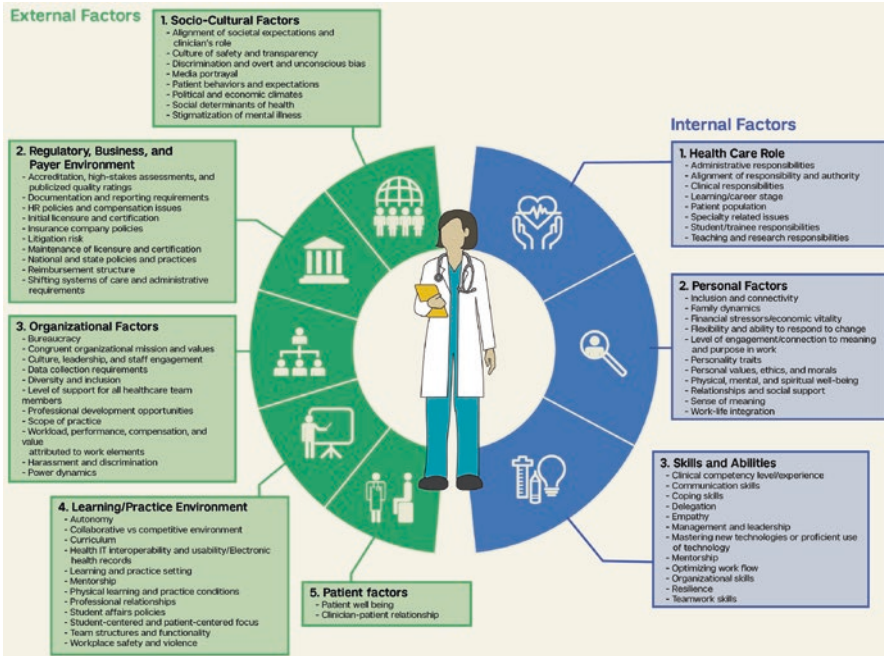 External Factors
1. Socio-Cultural Factors
- Alignment of societal expectations and
clinician's role
- Culture of safety and transparency
- Discrimination and overt and unconscious bias
- Media portrayal
- Patient behaviors and expectations
- Political and economic climates
- Social determinants of health
- Stigmatization of mental illness
2. Regulatory, Business, and
Payer Environment
- Accreditation, high-stakes assessments, and
publicized quality ratings
- Documentation and reporting requirements
- HR policies and compensation issues
- Initial licensure and certification
- Insurance company policies
- Litigation risk
- Maintenance of licensure and certification
- National and state policies and practices
- Reimbursement structure
- Shifting systems of care and administrative
requirements
3. Organizational Factors
- Bureaucracy
- Congruent organizational mission and values
- Culture, leadership, and staff engagement
- Data collection requirements
- Diversity and inclusion
- Level of support for all healthcare team
members
- Professional development opportunities
- Scope of practice
- Workload, performance, compensation, and
value
attributed to work elements
- Harassment and discrimination
- Power dynamics
4. Learning/Practice Environment
- Autonomy
- Collaborative vs competitive environment
- Curriculum
- Health IT interoperability and usability/Electronic
health records
- Learning and practice setting
- Mentorship
- Physical learning and practice conditions
- Professional relationships
- Student affairs policies
- Student-centered and patient-centered focus
- Team structures and functionality
- Workplace safety and violence
5. Patient factors
- Patient well being
- Clinician-patient relationship
Internal Factors
1. Health Care Role
- Administrative responsibilities
- Alignment of responsibility and authority
- Clinical responsibilities
- Learning/career stage
- Patient population
- Specialty related issues
- Student/trainee responsibilities
- Teaching and research responsibilities
2. Personal Factors
- Inclusion and connectivity
- Family dynamics
- Financial stressors/economic vitality
- Flexibility and ability to respond to change
- Level of engagement/connection to meaning
and purpose in work
- Personality traits
- Personal values, ethics, and morals
- Physical, mental, and spiritual well-being
- Relationships and social support
- Sense of meaning
- Work-life integration
3. Skills and Abilities
- Clinical competency level/experience
- Communication skills
- Coping skills
- Delegation
- Empathy
- Management and leadership
- Mastering new technologies or proficient use
of technology
- Mentorship
- Optimizing work flow
- Organizational skills
- Resilience
- Teamwork skills